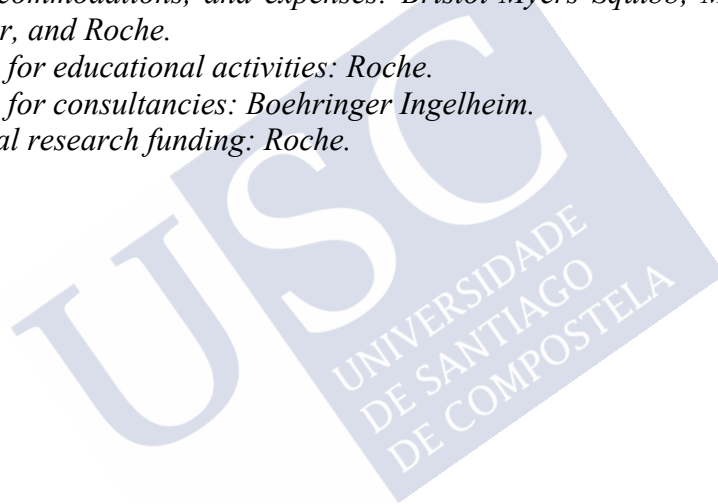 commodations, and expenses: Bristol-Myers Squibb, M
r, and Roche.
for educational activities: Roche.
for consultancies: Boehringer Ingelheim.
al research funding: Roche.
USC
UNIVERSIDADE
DE SANTIAGO
DE COMPOSTELA